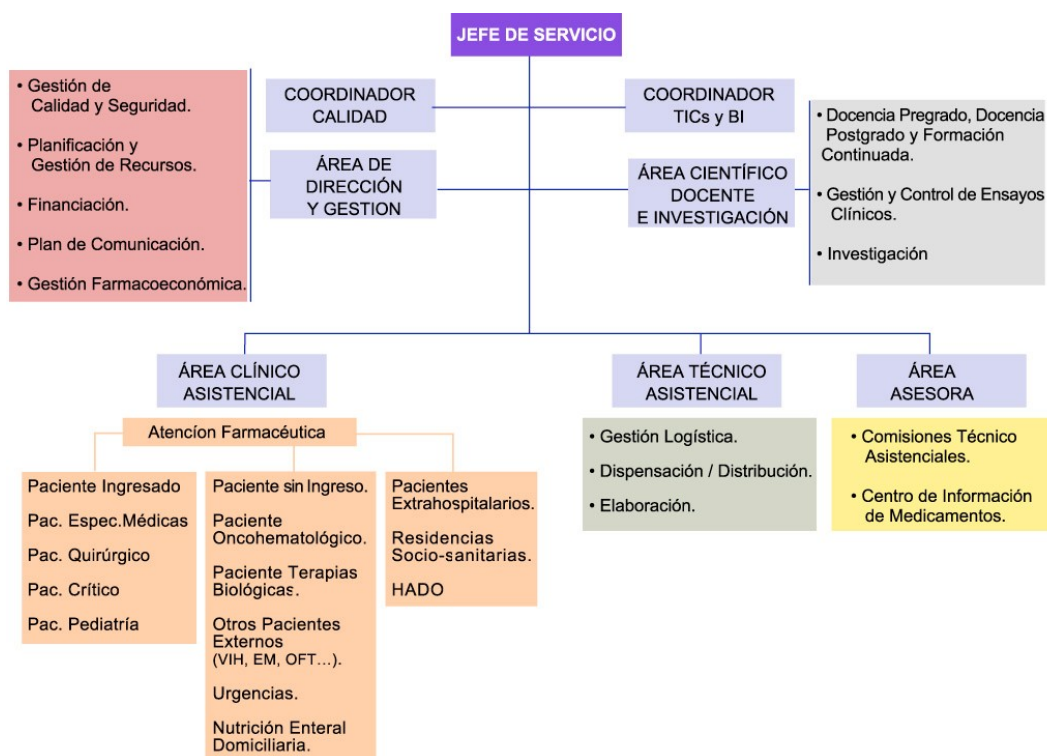 JEFE DE SERVICIO
• Gestión de
Calidad y Seguridad.
• Planificación y
Gestión de Recursos.
• Financiación.
• Plan de Comunicación.
• Gestión Farmacoeconómica.
COORDINADOR
CALIDAD
COORDINADOR
TICs y BI
ÁREA DE
DIRECCIÓN
Y GESTION
ÁREA CIENTÍFICO
DOCENTE
E INVESTIGACIÓN
• Docencia Pregrado, Docencia
Postgrado y Formación
Continuada.
• Gestión y Control de Ensayos
Clínicos.
• Investigación
ÁREA CLÍNICO
ASISTENCIAL
Atencíon Farmacéutica
Paciente Ingresado
Pac. Espec.Médicas
Pac. Quirúrgico
Pac. Crítico
Pac. Pediatría
Paciente sin Ingreso.
Paciente
Oncohematológico.
Paciente Terapias
Biológicas.
Otros Pacientes
Externos
(VIH, EM, OFT...).
Urgencias.
Nutrición Enteral
Domiciliaria.
Pacientes
Extrahospitalarios.
Residencias
Socio-sanitarias.
HADO
ÁREA TÉCNICO
ASISTENCIAL
• Gestión Logística.
• Dispensación / Distribución.
• Elaboración.
ÁREA
ASESORA
• Comisiones Técnico
Asistenciales.
• Centro de Información
de Medicamentos.